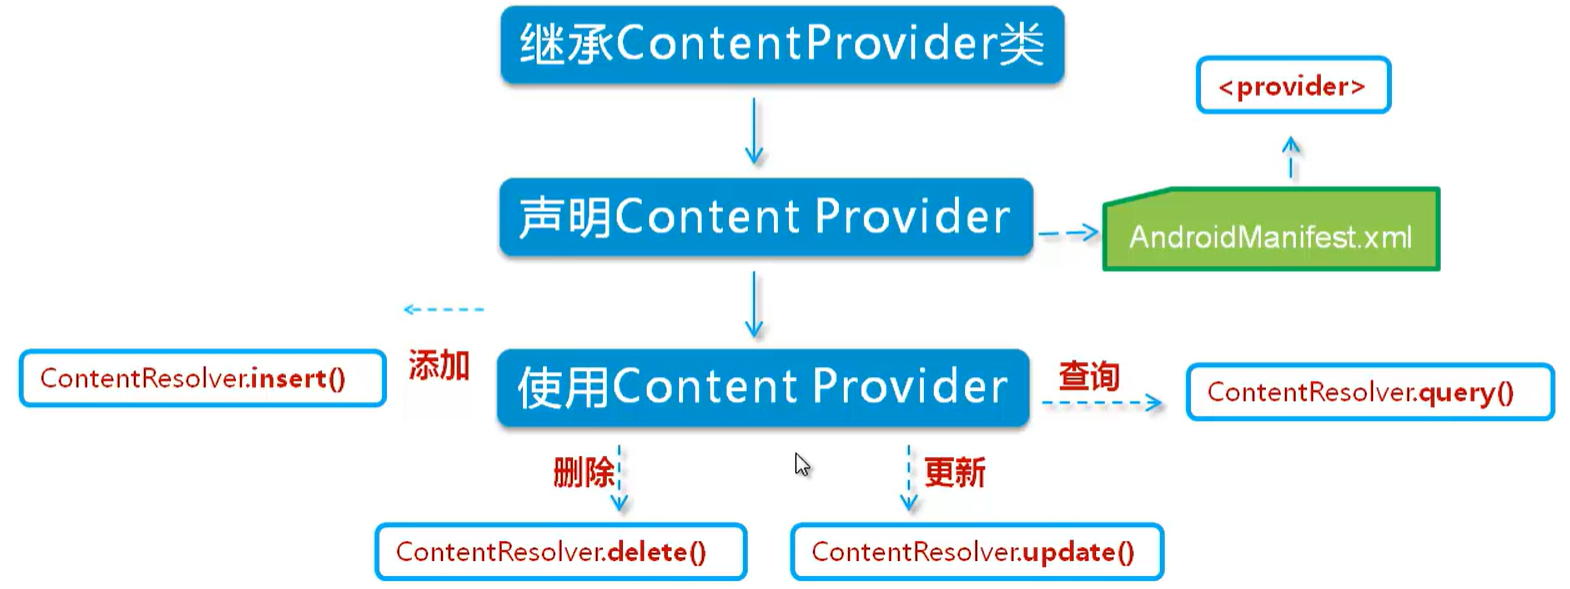 继承ContentProvider类
<provider>
声明Content Provider
AndroidManifest.xml
添加
ContentResolver.insert()
使用Content Provider
查询
ContentResolver.query()
删除
更新
ContentResolver.delete()
ContentResolver.update()